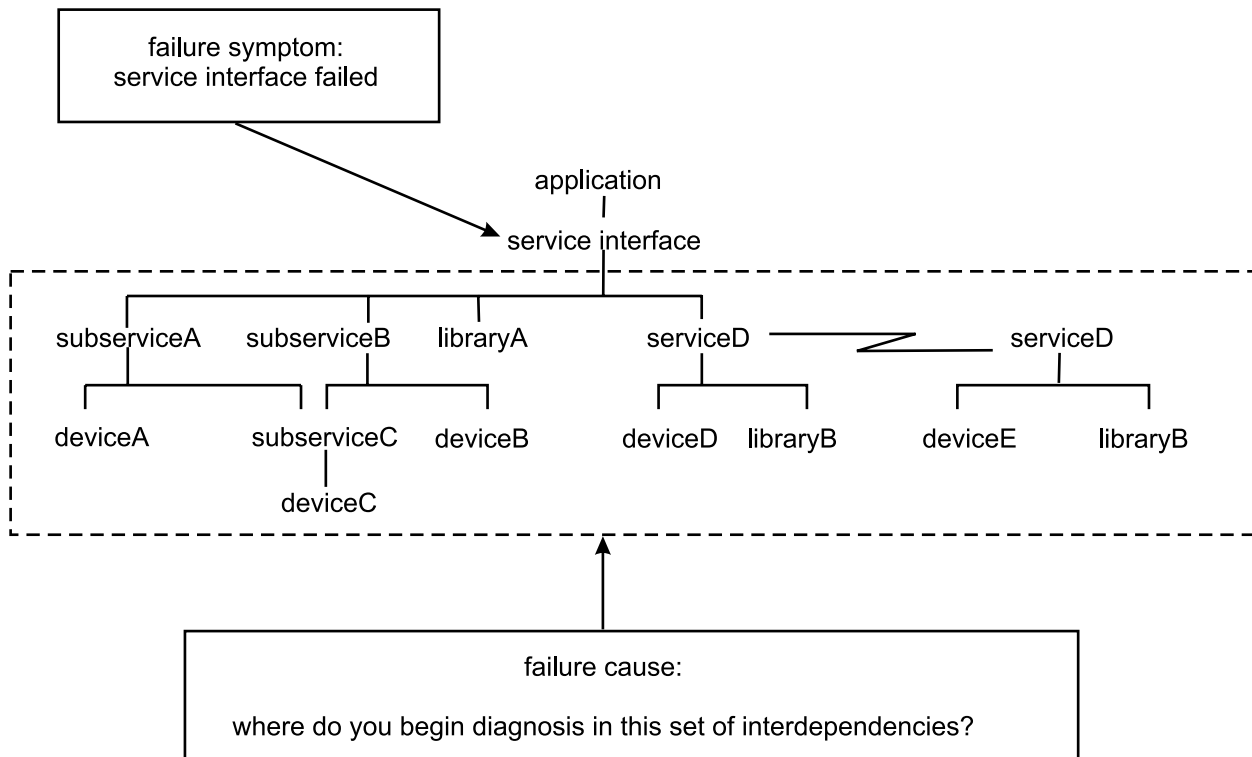 failure symptom:
service interface failed
application
service interface
subserviceA subserviceB libraryA serviceD serviceD
deviceA subserviceC deviceB deviceD libraryB deviceE libraryB
deviceC
failure cause:
where do you begin diagnosis in this set of interdependencies?